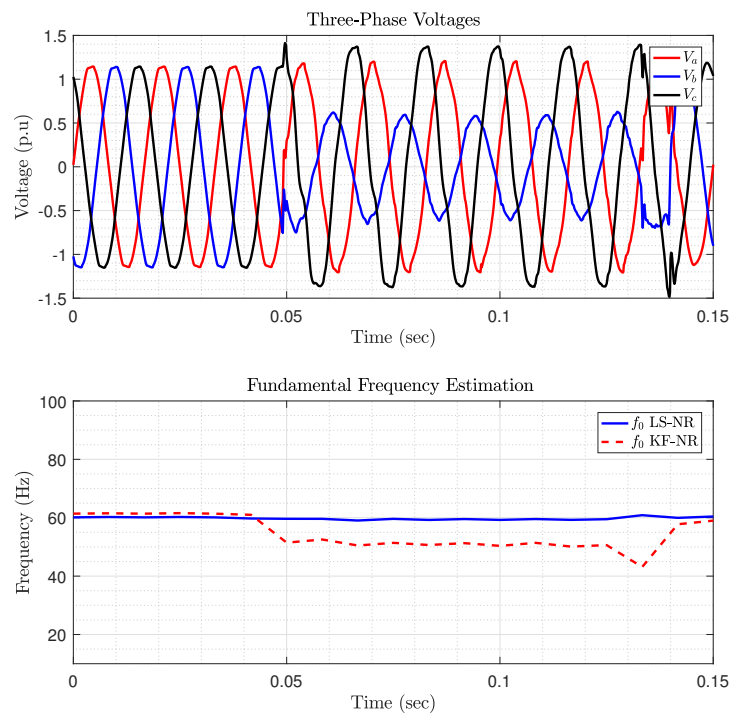 Three-Phase Voltages
Voltage (p.u)
1.5
1
0.5
0
-0.5
-1
-1.5
V_a
V_b
V_c
0 0.05 0.1 0.15
Time (sec)
Fundamental Frequency Estimation
Frequency (Hz)
100
80
60
40
20
f_0 LS-NR
f_0 KF-NR
0 0.05 0.1 0.15
Time (sec)